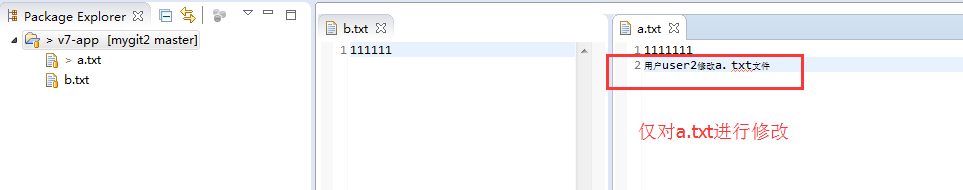 Package Explorer
> v7-app [mygit2 master]
> a.txt
b.txt
b.txt
1 111111
a.txt
1 1111111
2 用户user2修改a. txt文件
仅对a.txt进行修改